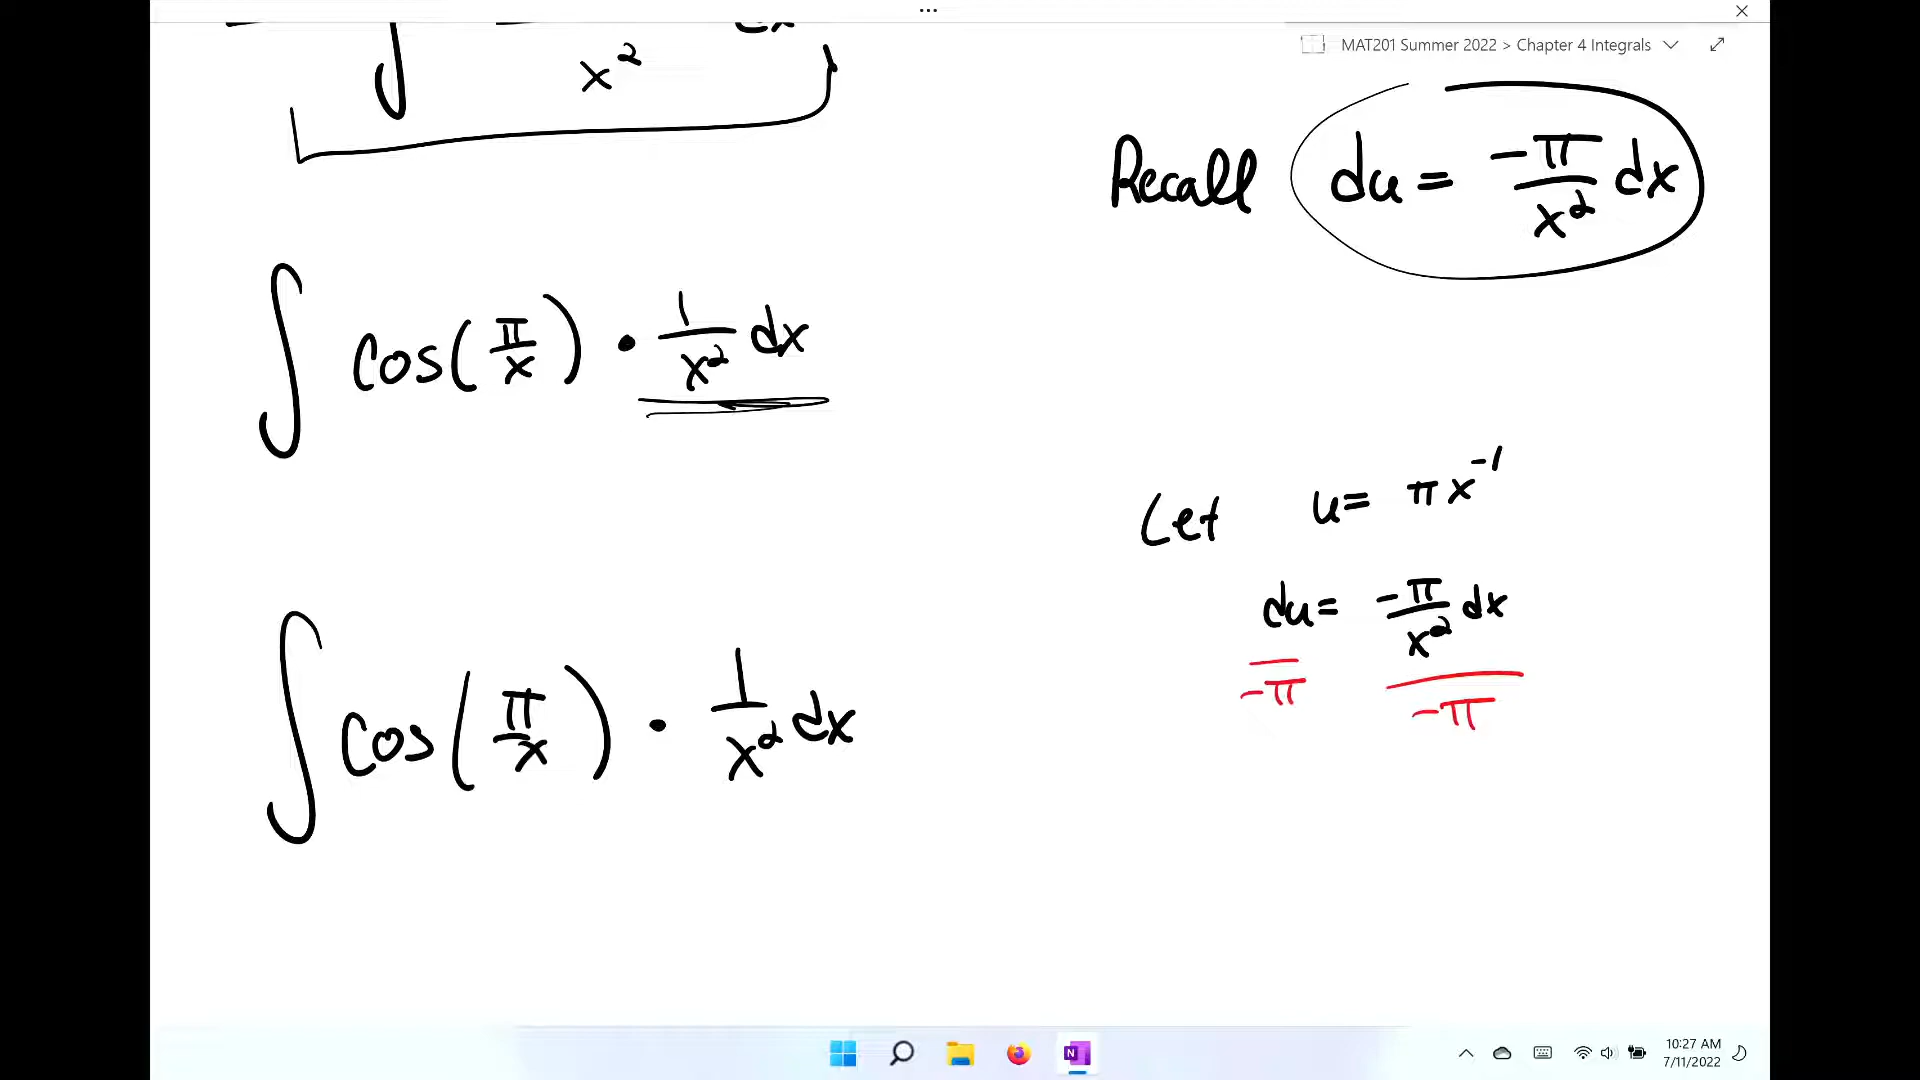 MAT201 Summer 2022 > Chapter 4 Integrals
∫ x² dx
Recall du = -π/x² dx
∫ cos(π/x) • 1/x² dx
Let u = πx⁻¹
du = -π/x² dx
-π -π
∫ cos(π/x) • 1/x² dx
10:27 AM
7/11/2022